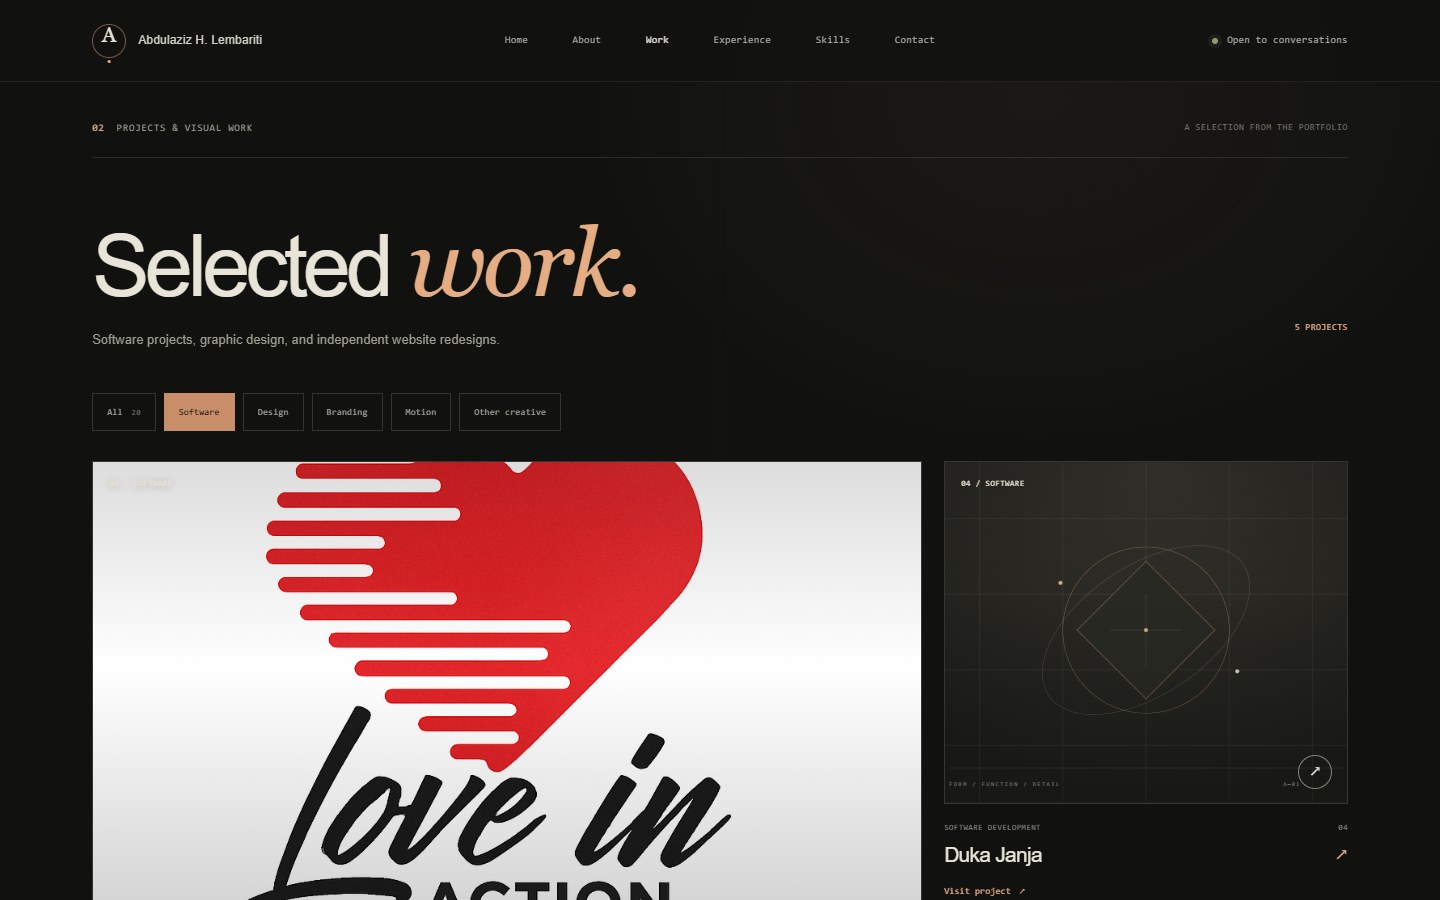 A
Abdulaziz H. Lembariti
Home
About
Work
Experience
Skills
Contact
Open to conversations
02 PROJECTS & VISUAL WORK
A SELECTION FROM THE PORTFOLIO
Selected work.
Software projects, graphic design, and independent website redesigns.
5 PROJECTS
All 20
Software
Design
Branding
Motion
Other creative
/ SOFTWARE
04 / SOFTWARE
Love in
ACTION
FORM / FUNCTION / DETAIL
SOFTWARE DEVELOPMENT
04
Duka Janja
↗
Visit project ↗